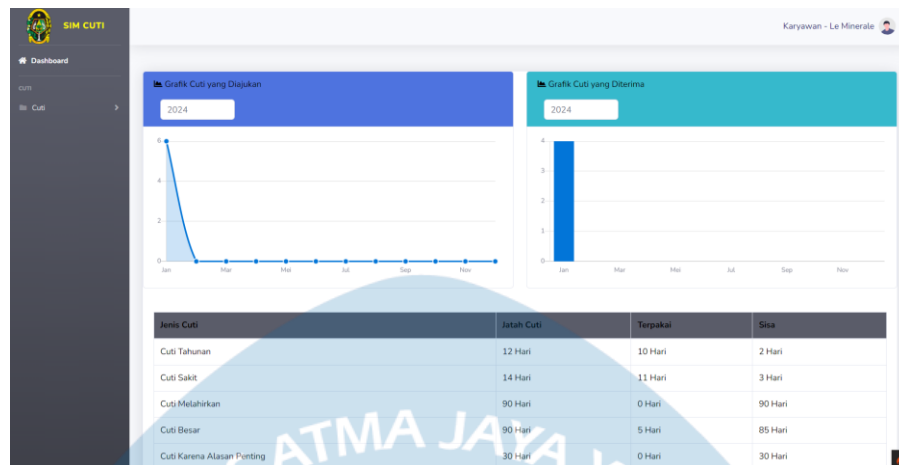 SIM CUTI
Karyawan - Le Minerale
Dashboard
CUTI
Cuti
Grafik Cuti yang Diajukan
2024
6
4
2
0
Jan Mar Mei Jul Sep Nov
Grafik Cuti yang Diterima
2024
4
3
2
1
0
Jan Mar Mei Jul Sep Nov
Jenis Cuti Jatah Cuti Terpakai Sisa
Cuti Tahunan 12 Hari 10 Hari 2 Hari
Cuti Sakit 14 Hari 11 Hari 3 Hari
Cuti Melahirkan 90 Hari 0 Hari 90 Hari
Cuti Besar 90 Hari 5 Hari 85 Hari
Cuti Karena Alasan Penting 30 Hari 0 Hari 30 Hari
ATMA JAYA